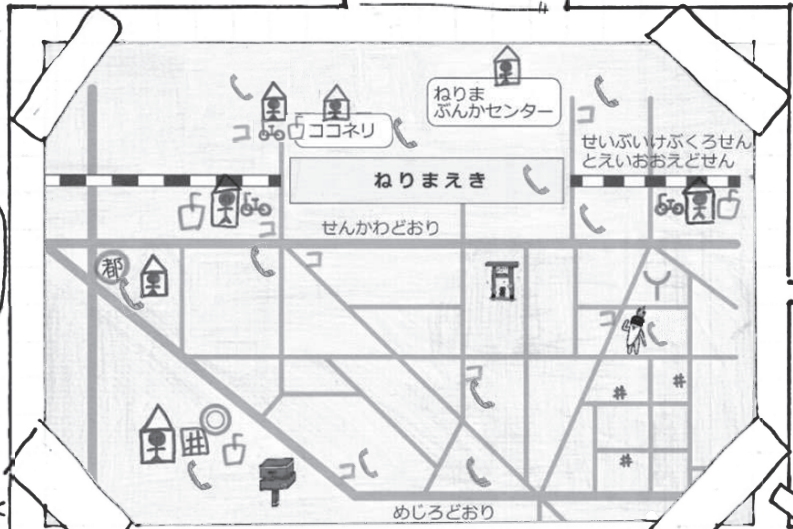 ねりま
ぶんかセンター
ココネリ
せいぶいけぶくろせん
とえいおおえどせん
ねりまえき
せんかわどおり
都
めじろどおり